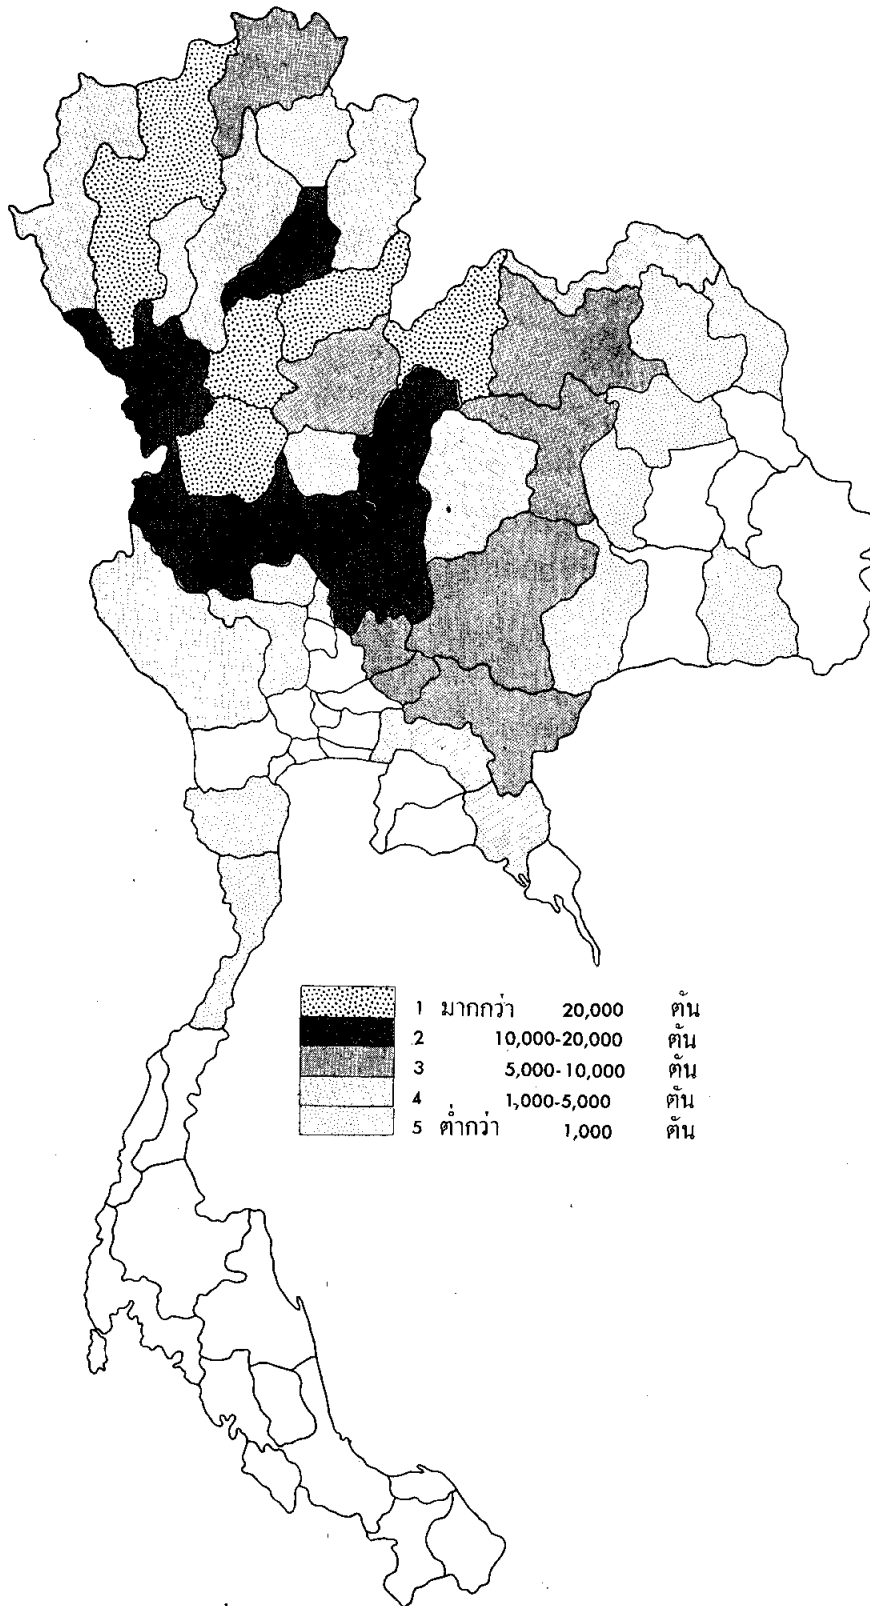 1 มากกว่า 20,000 ตัน
2 10,000-20,000 ตัน
3 5,000-10,000 ตัน
4 1,000-5,000 ตัน
5 ต่ำกว่า 1,000 ตัน